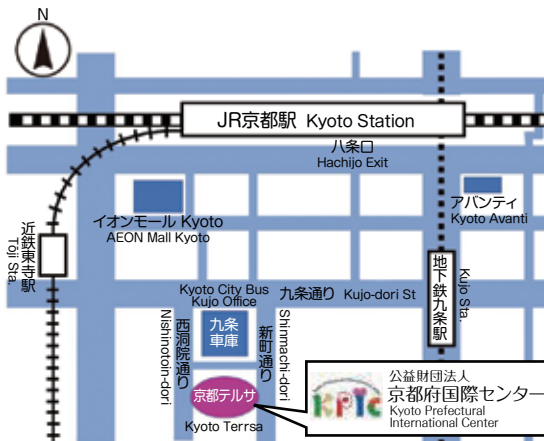 N
JR京都駅 Kyoto Station
八条口
Hachijo Exit
イオンモール Kyoto
AEON Mall Kyoto
アバンティ
Kyoto Avanti
近鉄東寺駅
Tōji Sta.
地下鉄九条駅
Kujo Sta.
Kyoto City Bus
Kujo Office
九条通り Kujo-dori St
九条
車庫
西洞院通り
Nishinotoin-dori
新町通り
Shinmachi-dori
京都テルサ
Kyoto Terrsa
KPIC
公益財団法人
京都府国際センター
Kyoto Prefectural
International Center